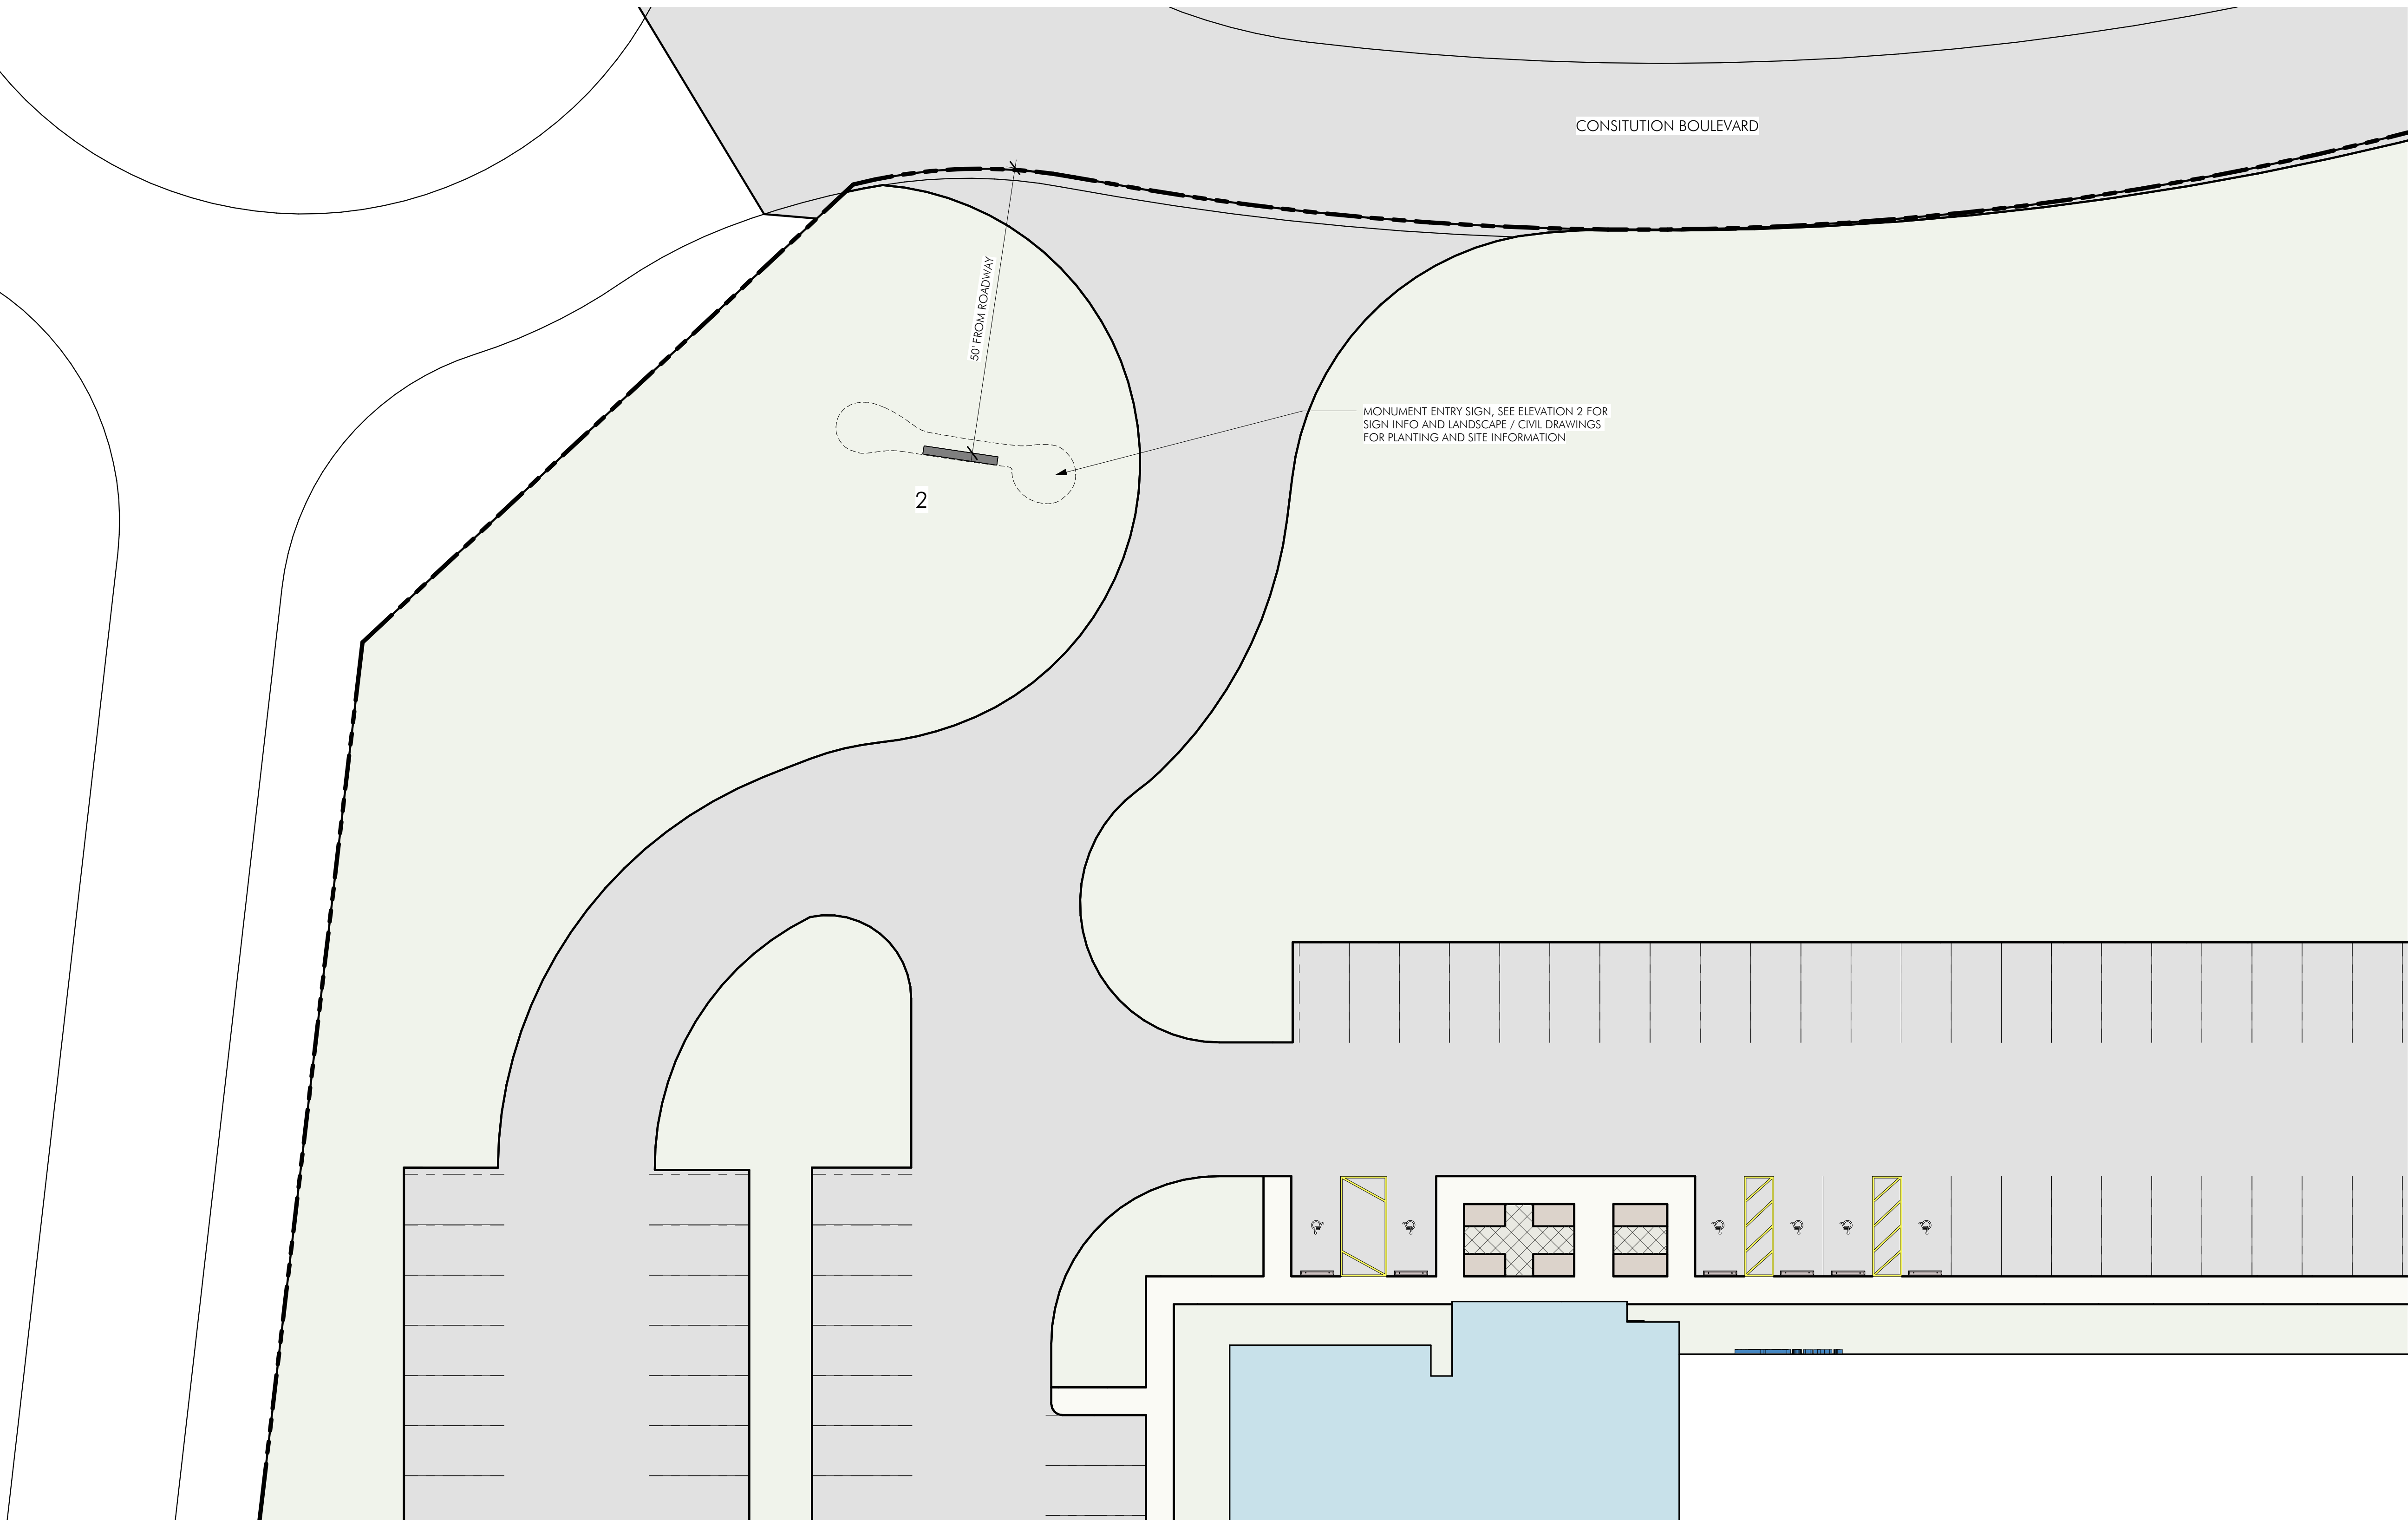 CONSITUTION BOULEVARD
50' FROM ROADWAY
MONUMENT ENTRY SIGN, SEE ELEVATION 2 FOR
SIGN INFO AND LANDSCAPE / CIVIL DRAWINGS
FOR PLANTING AND SITE INFORMATION
2